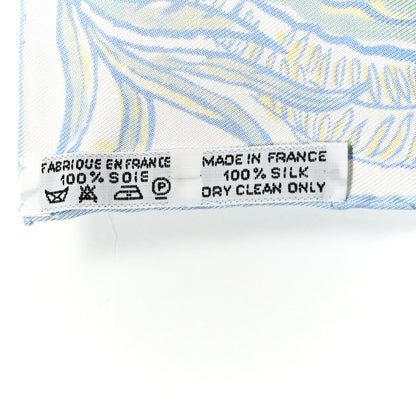 FABRIQUE EN FRANCE
100% SOIE
P
MADE IN FRANCE
100% SILK
DRY CLEAN ONLY